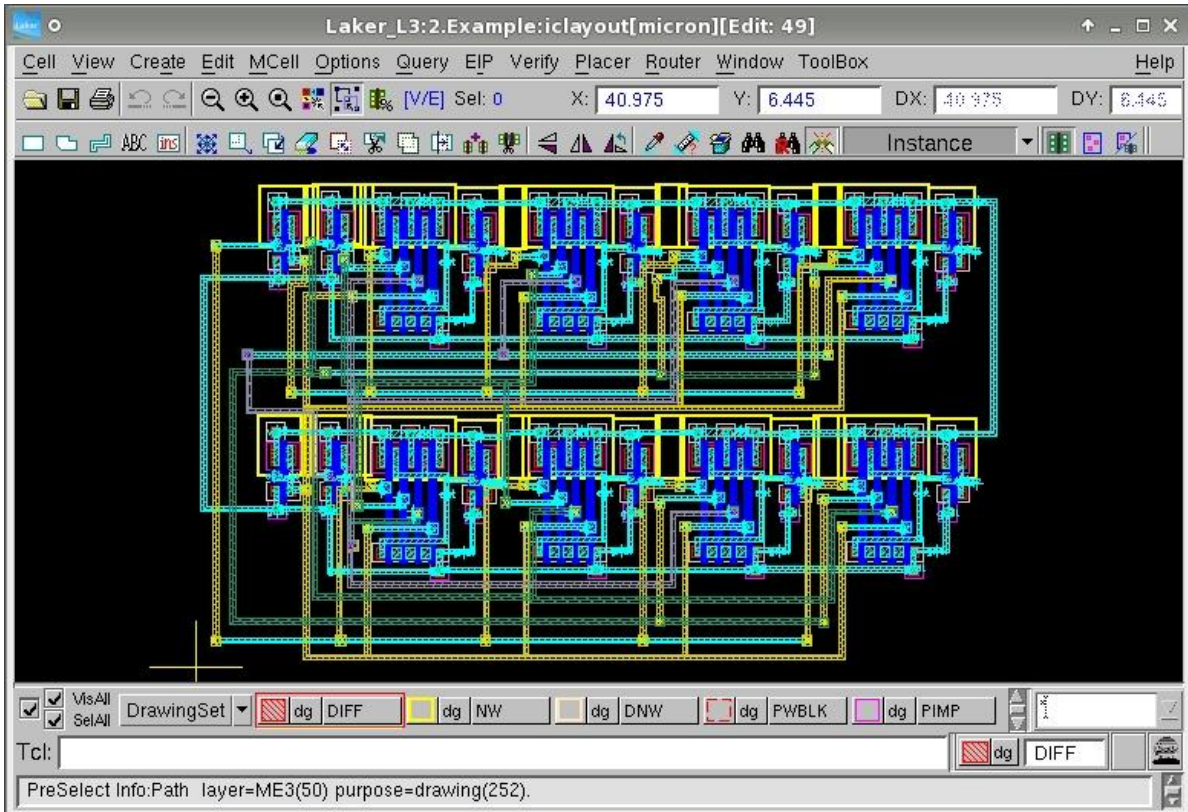 Laker_L3:2.Example:iclayout[micron][Edit: 49]
Cell View Create Edit MCell Options Query EIP Verify Placer Router Window ToolBox Help
[V/E] Sel: 0 X: 40.975 Y: 6.445 DX: 40.975 DY: 6.445
ABC ins Instance
VisAll
SelAll
DrawingSet dg DIFF dg NW dg DNW dg PWBLK dg PIMP
Tcl: dg DIFF
PreSelect Info:Path layer=ME3(50) purpose=drawing(252).